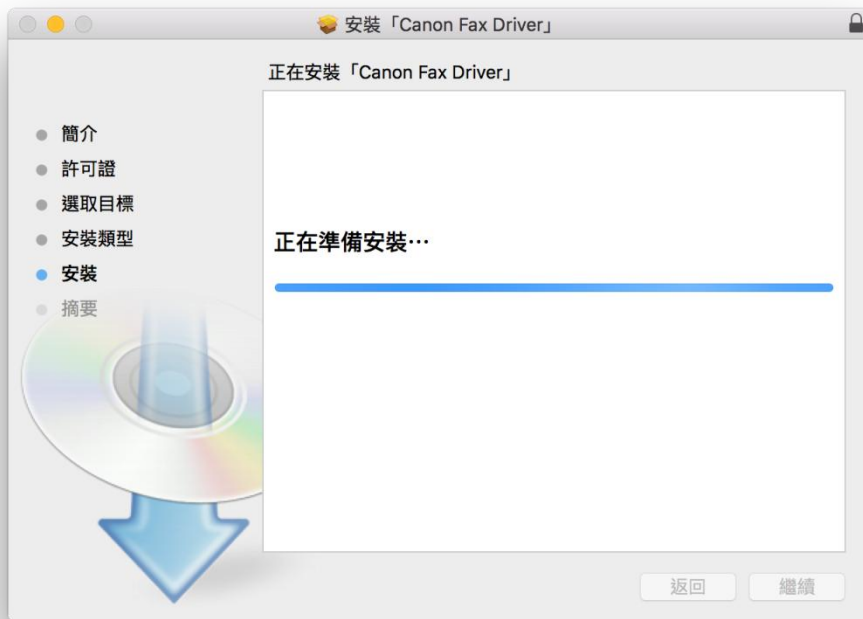 安裝「Canon Fax Driver」
正在安裝「Canon Fax Driver」
簡介
許可證
選取目標
安裝類型
安裝
摘要
正在準備安裝⋯
返回
繼續